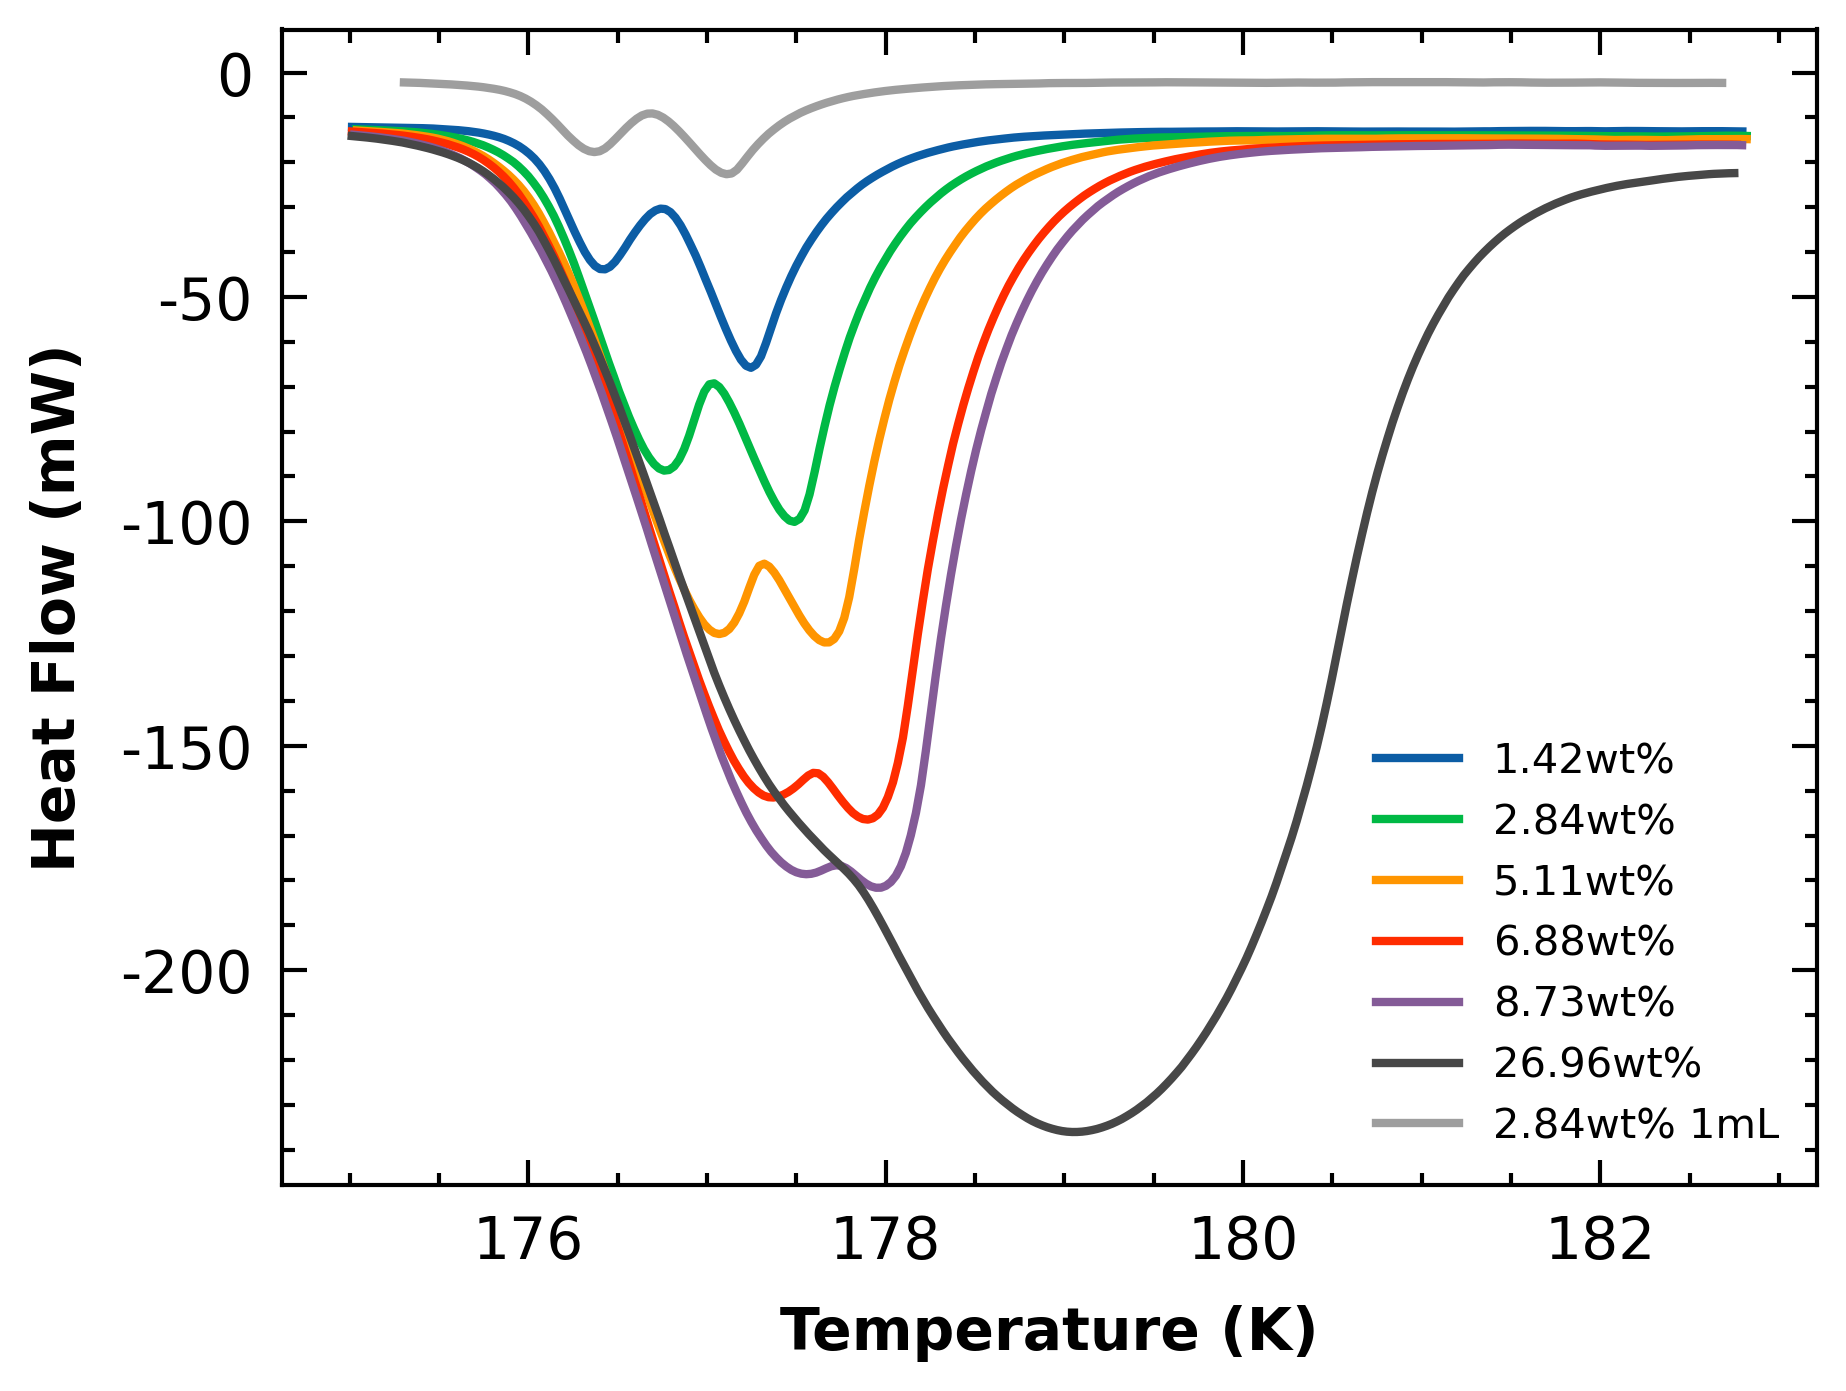 0
-50
-100
-150
-200
Heat Flow (mW)
1.42wt%
2.84wt%
5.11wt%
6.88wt%
8.73wt%
26.96wt%
2.84wt% 1mL
176 178 180 182
Temperature (K)